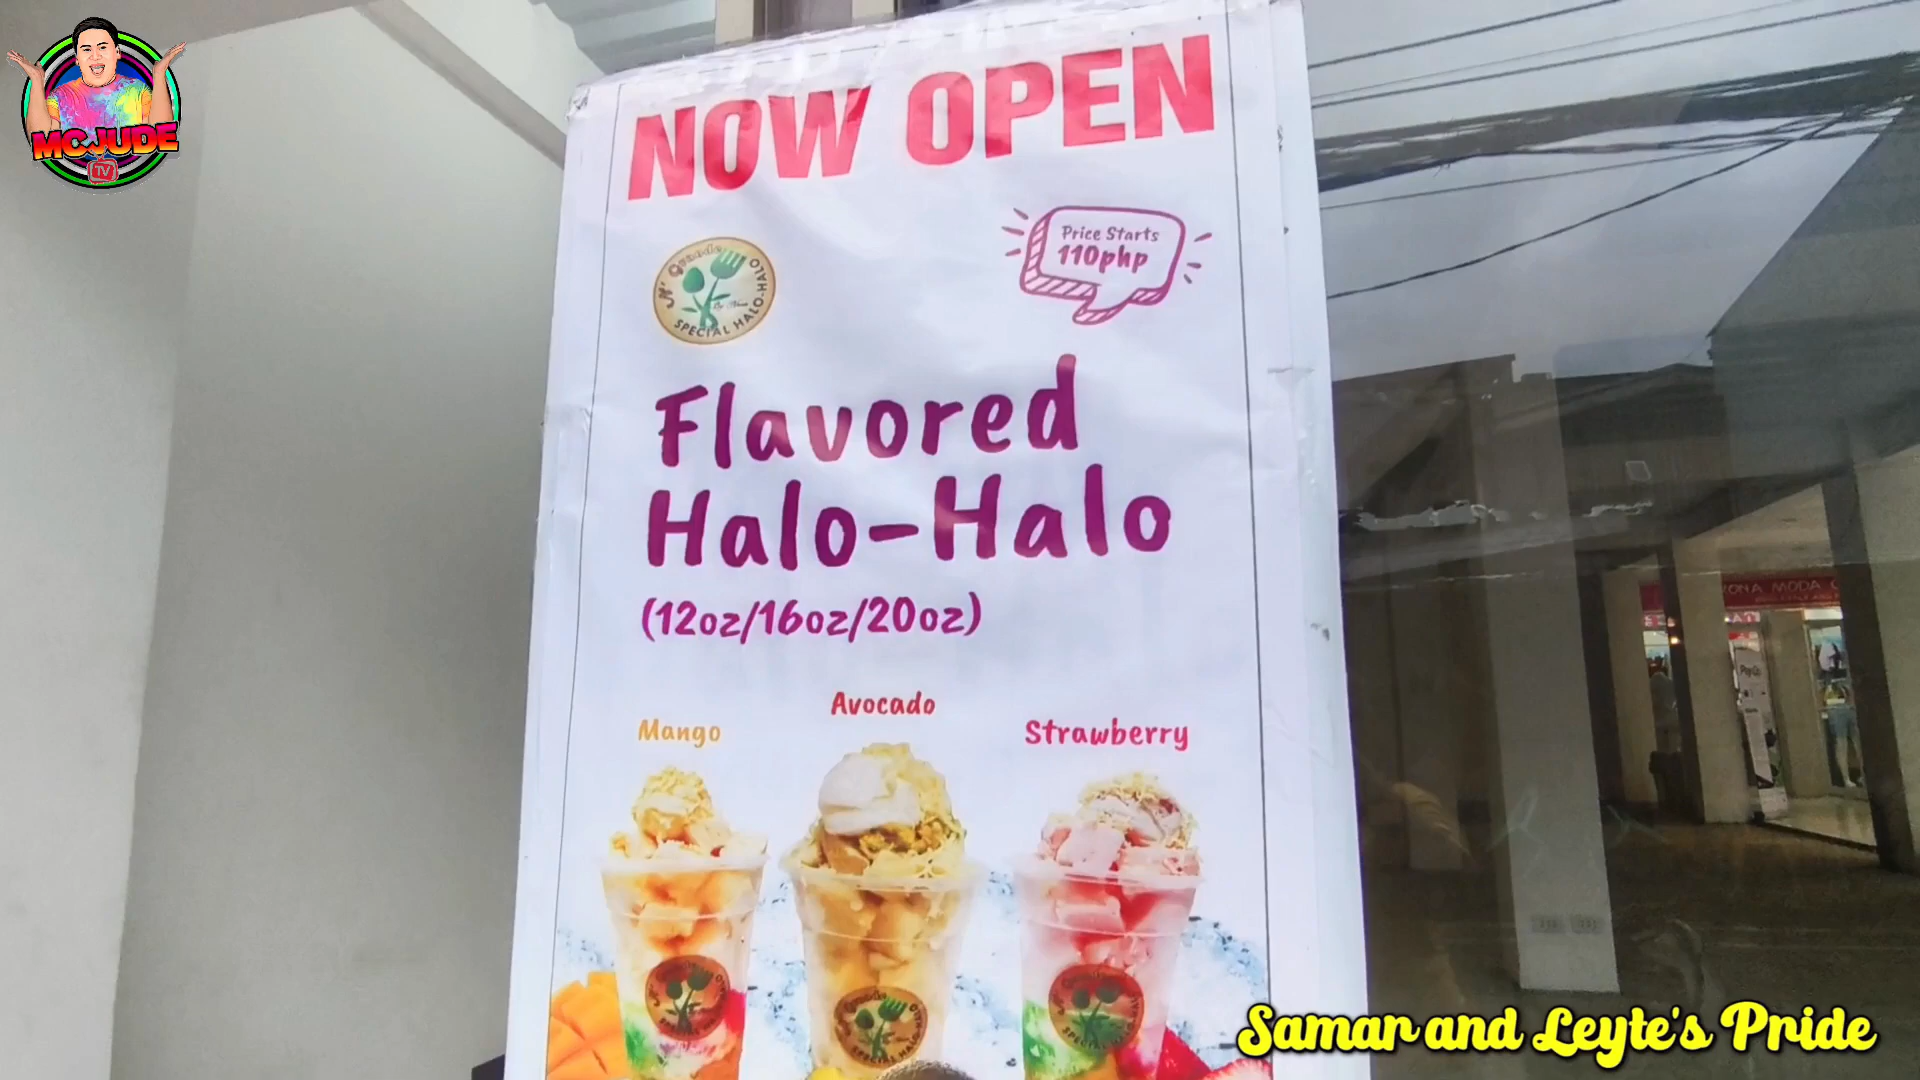 MCJUDE
TV
NOW OPEN
Price Starts
110php
SPECIAL HALO-HALO
Flavored
Halo-Halo
(12oz/16oz/20oz)
Avocado
Mango
Strawberry
MODA
Samar and Leyte's Pride